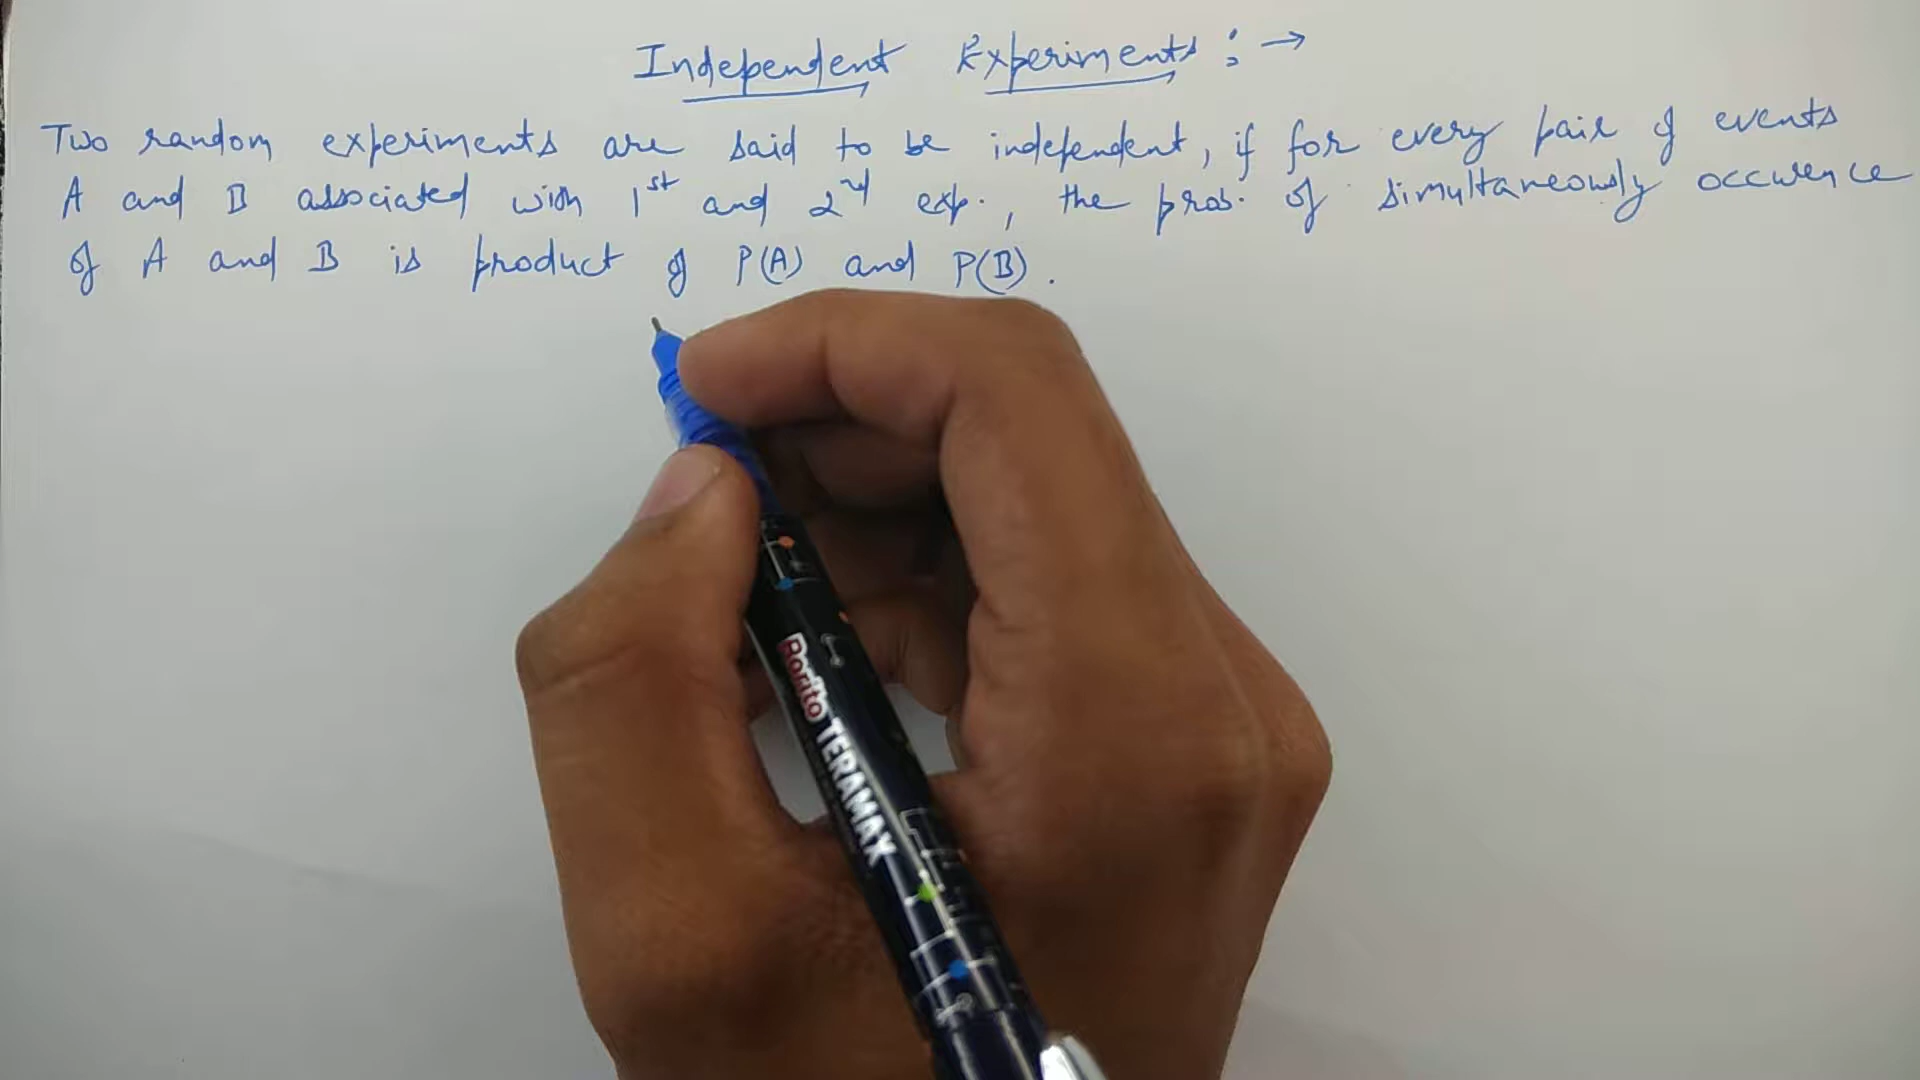 Independent Experiments : →
Two random experiments are said to be independent, if for every pair of events
A and B associated with 1st and 2nd exp., the prob. of simultaneously occurence
of A and B is product of P(A) and P(B).
Rorito TERAMAX